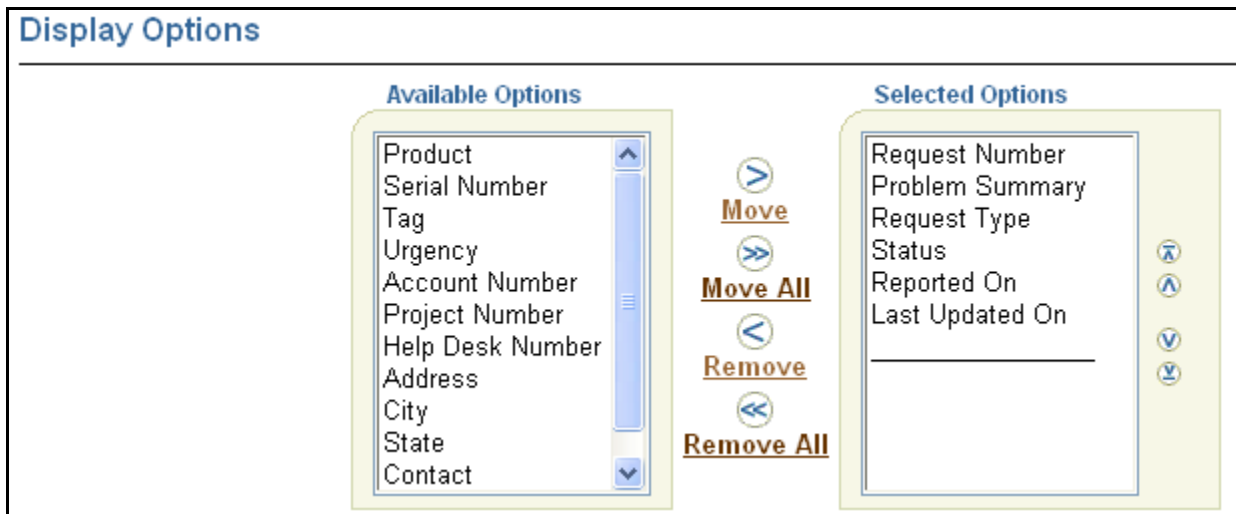 Display Options
Available Options
Product
Serial Number
Tag
Urgency
Account Number
Project Number
Help Desk Number
Address
City
State
Contact
Move
Move All
Remove
Remove All
Selected Options
Request Number
Problem Summary
Request Type
Status
Reported On
Last Updated On